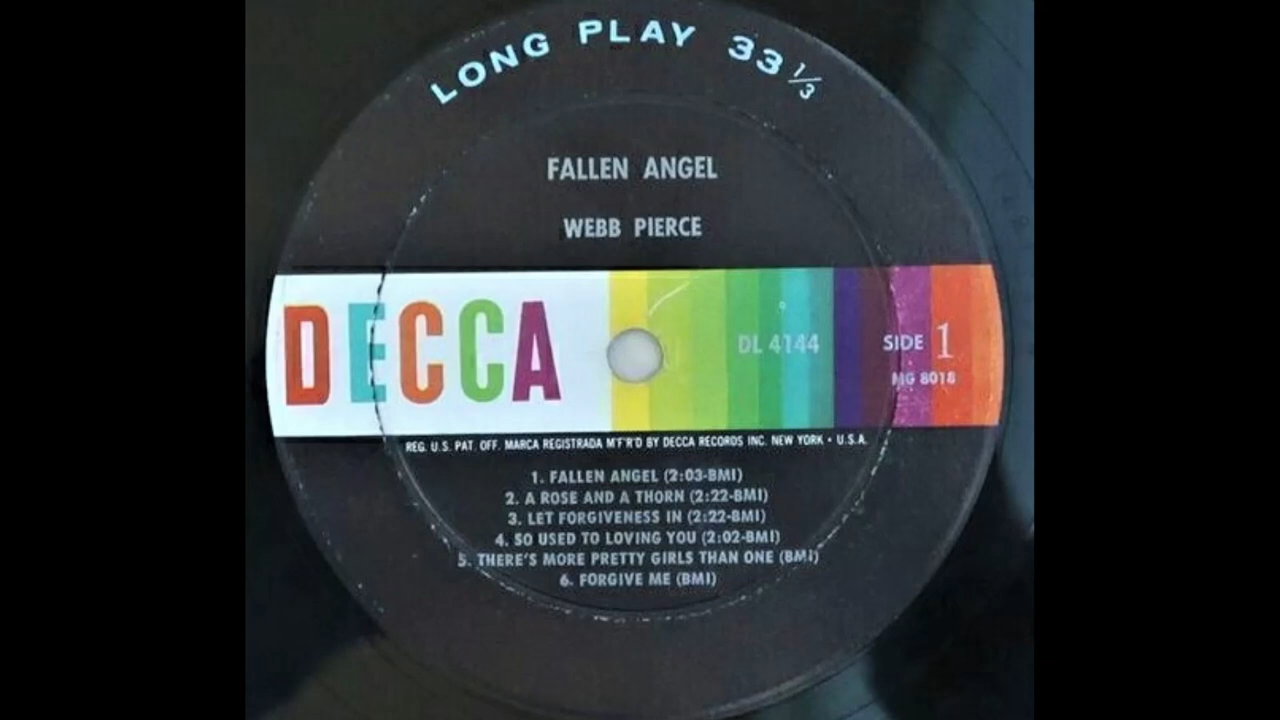 LONG PLAY 33 1/3
FALLEN ANGEL
WEBB PIERCE
DECCA
DL 4144
SIDE 1
MG 8018
REG. U.S. PAT. OFF. MARCA REGISTRADA M'F'R'D BY DECCA RECORDS INC. NEW YORK • U.S.A.
1. FALLEN ANGEL (2:03-BMI)
2. A ROSE AND A THORN (2:22-BMI)
3. LET FORGIVENESS IN (2:22-BMI)
4. SO USED TO LOVING YOU (2:02-BMI)
5. THERE'S MORE PRETTY GIRLS THAN ONE (BMI)
6. FORGIVE ME (BMI)